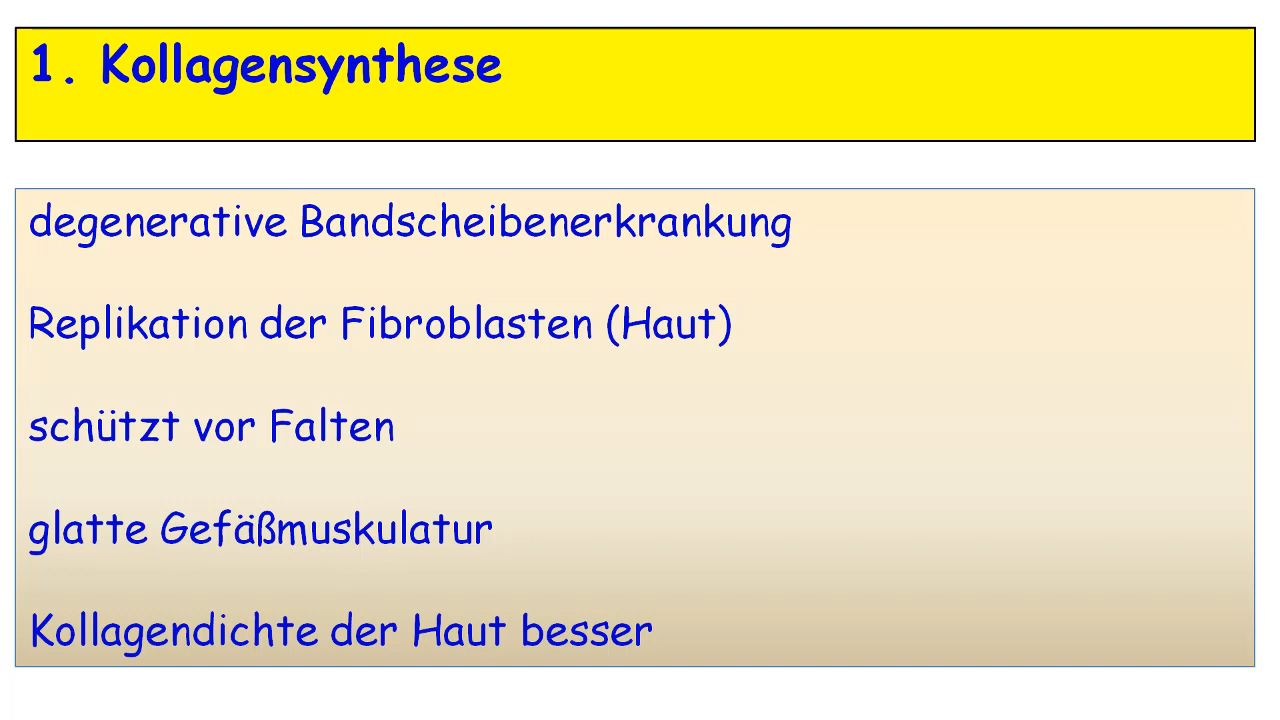 1. Kollagensynthese
degenerative Bandscheibenerkrankung
Replikation der Fibroblasten (Haut)
schützt vor Falten
glatte Gefäßmuskulatur
Kollagendichte der Haut besser